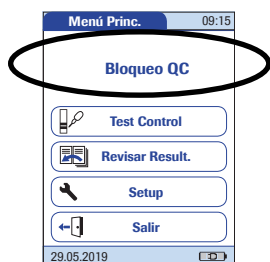 Menú Princ. 09:15
Bloqueo QC
Test Control
Revisar Result.
Setup
Salir
29.05.2019